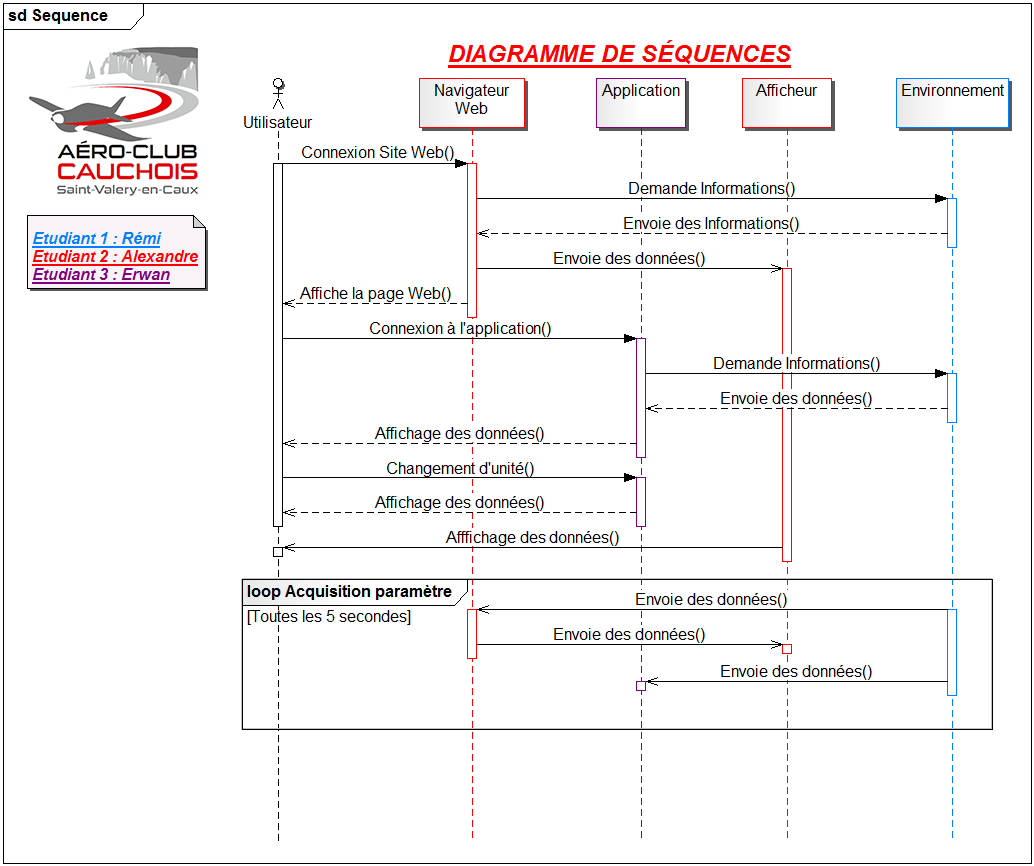 sd Sequence
DIAGRAMME DE SÉQUENCES
AÉRO-CLUB
CAUCHOIS
Saint-Valery-en-Caux
Etudiant 1 : Rémi
Etudiant 2 : Alexandre
Etudiant 3 : Erwan
Utilisateur
Navigateur
Web
Application
Afficheur
Environnement
Connexion Site Web()
Demande Informations()
Envoie des Informations()
Envoie des données()
Affiche la page Web()
Connexion à l'application()
Demande Informations()
Envoie des données()
Affichage des données()
Changement d'unité()
Affichage des données()
Afffichage des données()
loop Acquisition paramètre
[Toutes les 5 secondes]
Envoie des données()
Envoie des données()
Envoie des données()